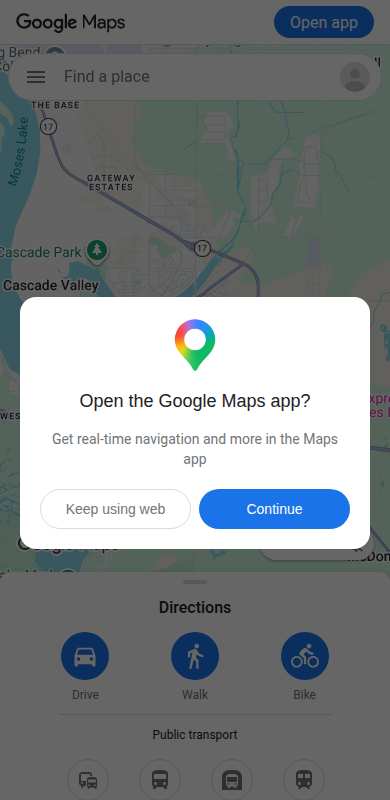 Google Maps
Open app
Find a place
THE BASE
17
Moses Lake
GATEWAY
ESTATES
17
Cascade Park
Cascade Valley
Open the Google Maps app?
Get real-time navigation and more in the Maps
app
Keep using web
Continue
Directions
Drive
Walk
Bike
Public transport